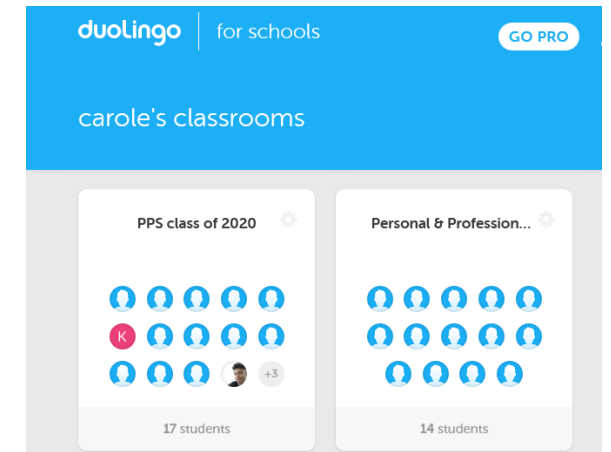 duolingo for schools
GO PRO
carole's classrooms
PPS class of 2020
Personal & Profession...
K
+3
17 students
14 students